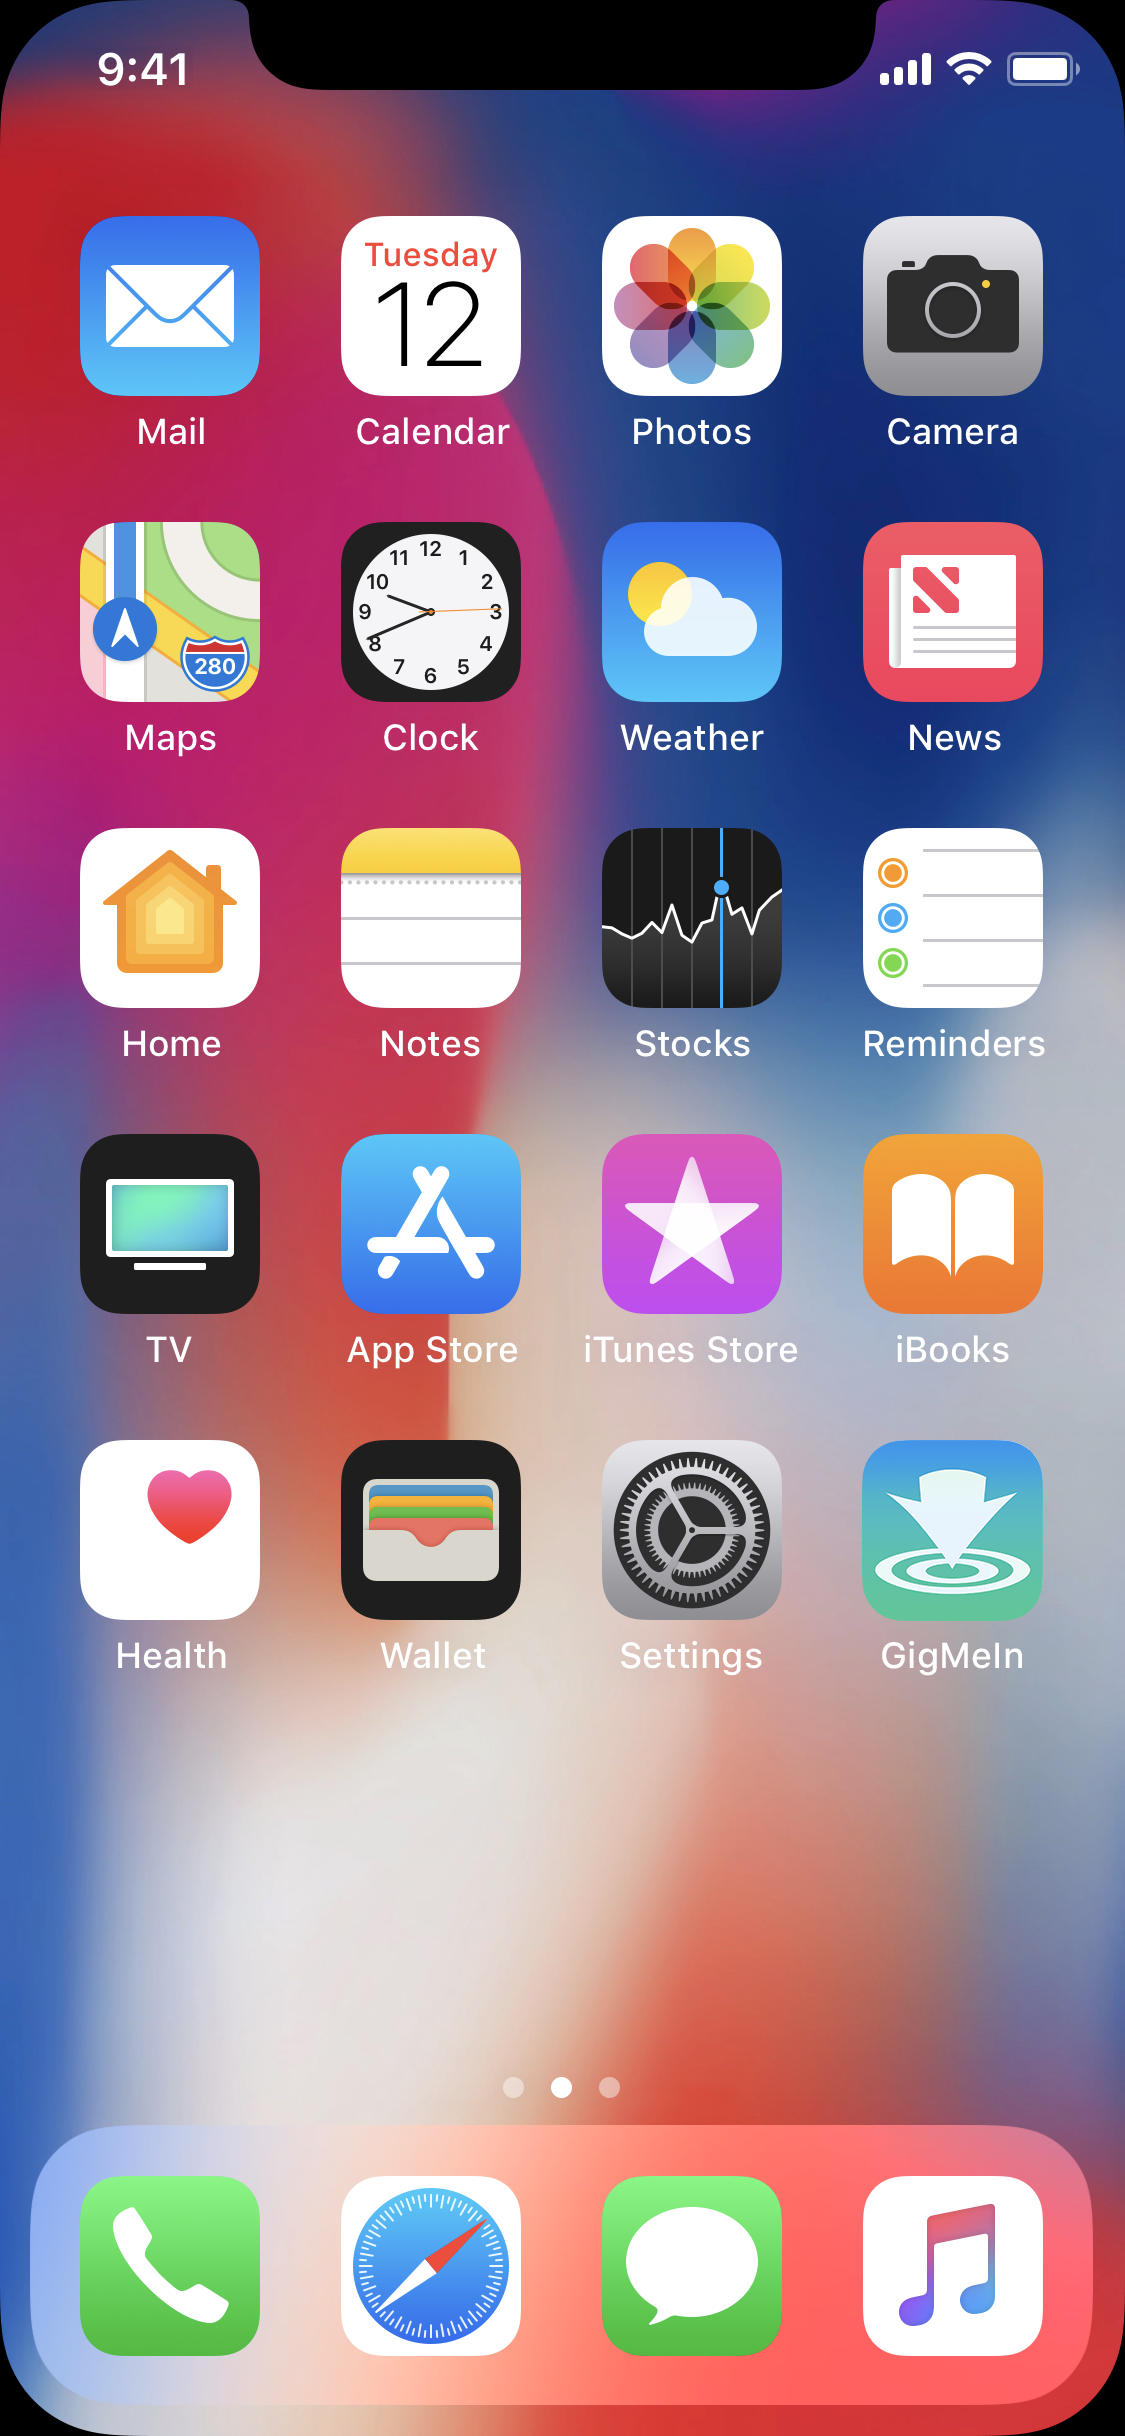 9:41
Tuesday
12
Mail
Calendar
Photos
Camera
280
12
1
2
3
4
5
6
7
8
9
10
11
Maps
Clock
Weather
News
Home
Notes
Stocks
Reminders
TV
App Store
iTunes Store
iBooks
Health
Wallet
Settings
GigMeIn